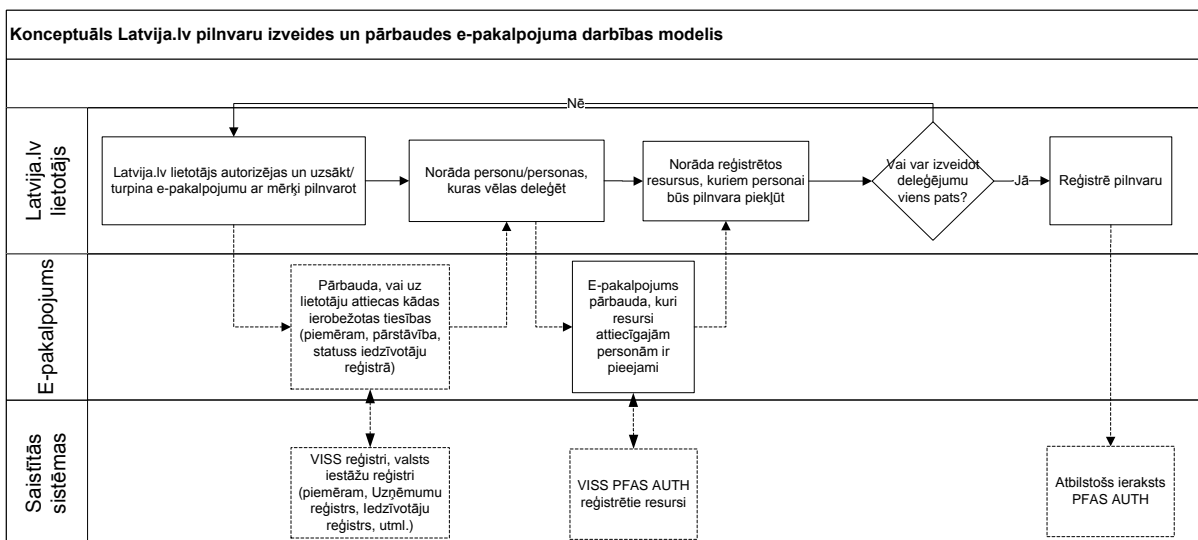 Konceptuāls Latvija.lv pilnvaru izveides un pārbaudes e-pakalpojuma darbības modelis
Nē
Latvija.lv
lietotājs
Latvija.lv lietotājs autorizējas un uzsākt/
turpina e-pakalpojumu ar mērķi pilnvarot
Norāda personu/personas,
kuras vēlas deleģēt
Norāda reģistrētos
resursus, kuriem personai
būs pilnvara piekļūt
Vai var izveidot
deleģējumu
viens pats?
Jā
Reģistrē pilnvaru
E-pakalpojums
Pārbauda, vai uz
lietotāju attiecas kādas
ierobežotas tiesības
(piemēram, pārstāvība,
statuss iedzīvotāju
reģistrā)
E-pakalpojums
pārbauda, kuri
resursi
attiecīgajām
personām ir
pieejami
Saistītās
sistēmas
VISS reģistri, valsts
iestāžu reģistri
(piemēram, Uzņēmumu
reģistrs, Iedzīvotāju
reģistrs, utml.)
VISS PFAS AUTH
reģistrētie resursi
Atbilstošs ieraksts
PFAS AUTH